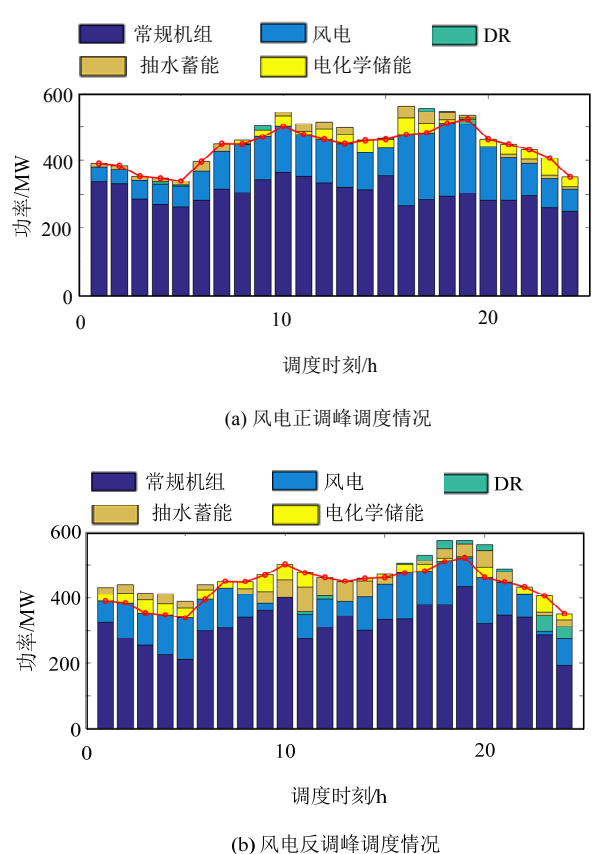 常规机组 风电 DR
抽水蓄能 电化学储能
600
400
200
0
功率/MW
0 10 20
调度时刻/h
(a) 风电正调峰调度情况
常规机组 风电 DR
抽水蓄能 电化学储能
600
400
200
0
功率/MW
0 10 20
调度时刻/h
(b) 风电反调峰调度情况